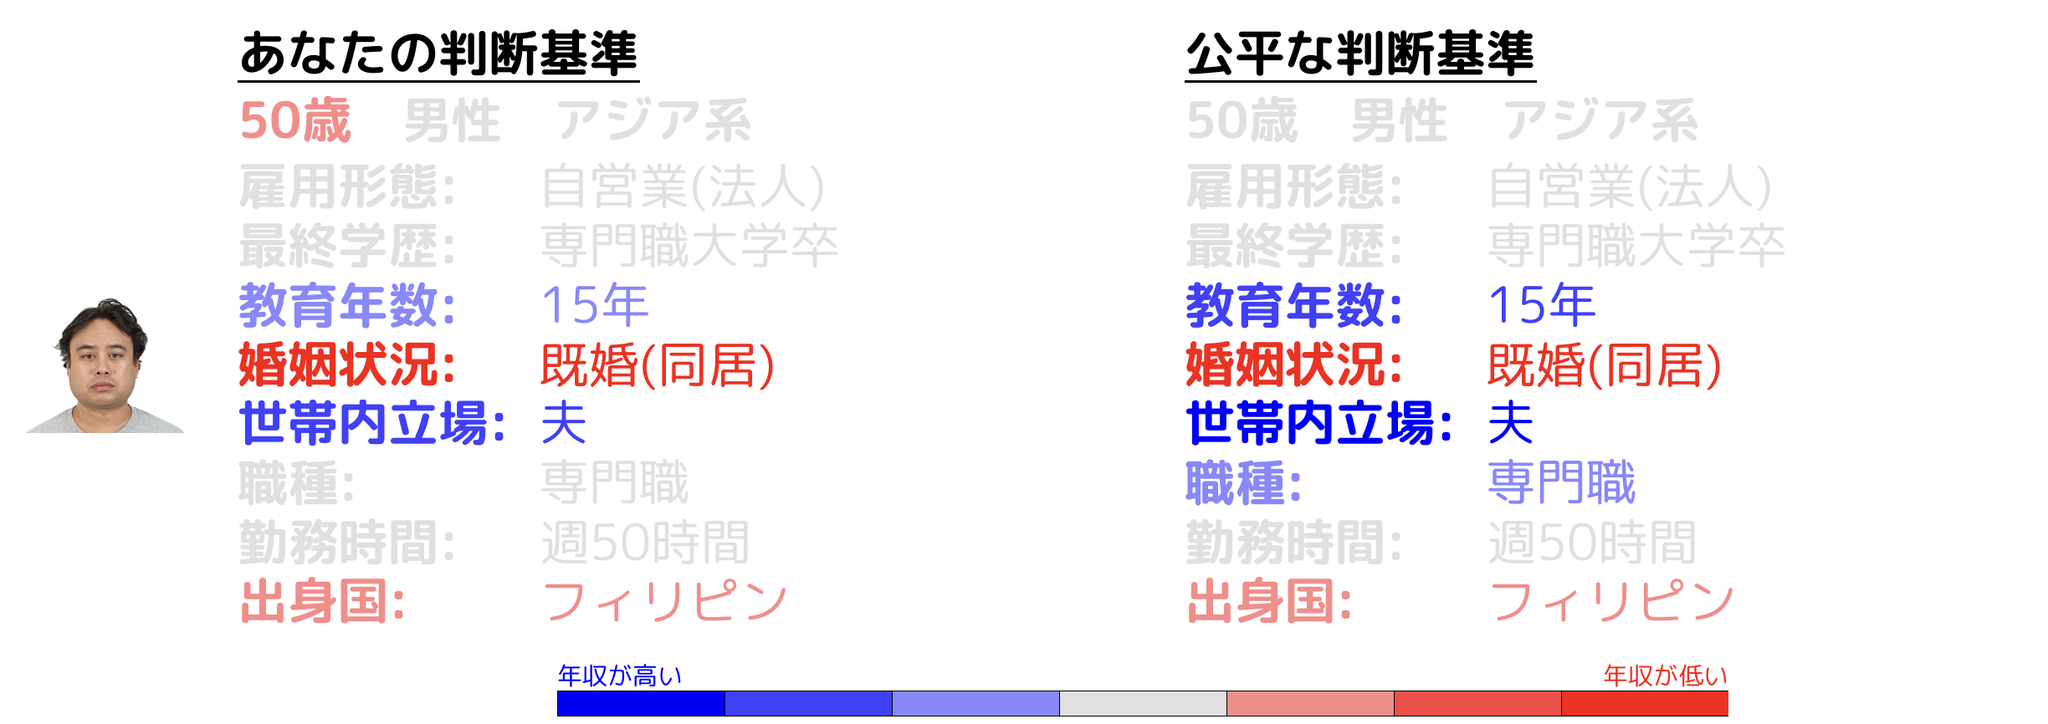 あなたの判断基準
50歳 男性 アジア系
雇用形態: 自営業(法人)
最終学歴: 専門職大学卒
教育年数: 15年
婚姻状況: 既婚(同居)
世帯内立場: 夫
職種: 専門職
勤務時間: 週50時間
出身国: フィリピン
公平な判断基準
50歳 男性 アジア系
雇用形態: 自営業(法人)
最終学歴: 専門職大学卒
教育年数: 15年
婚姻状況: 既婚(同居)
世帯内立場: 夫
職種: 専門職
勤務時間: 週50時間
出身国: フィリピン
年収が高い 年収が低い